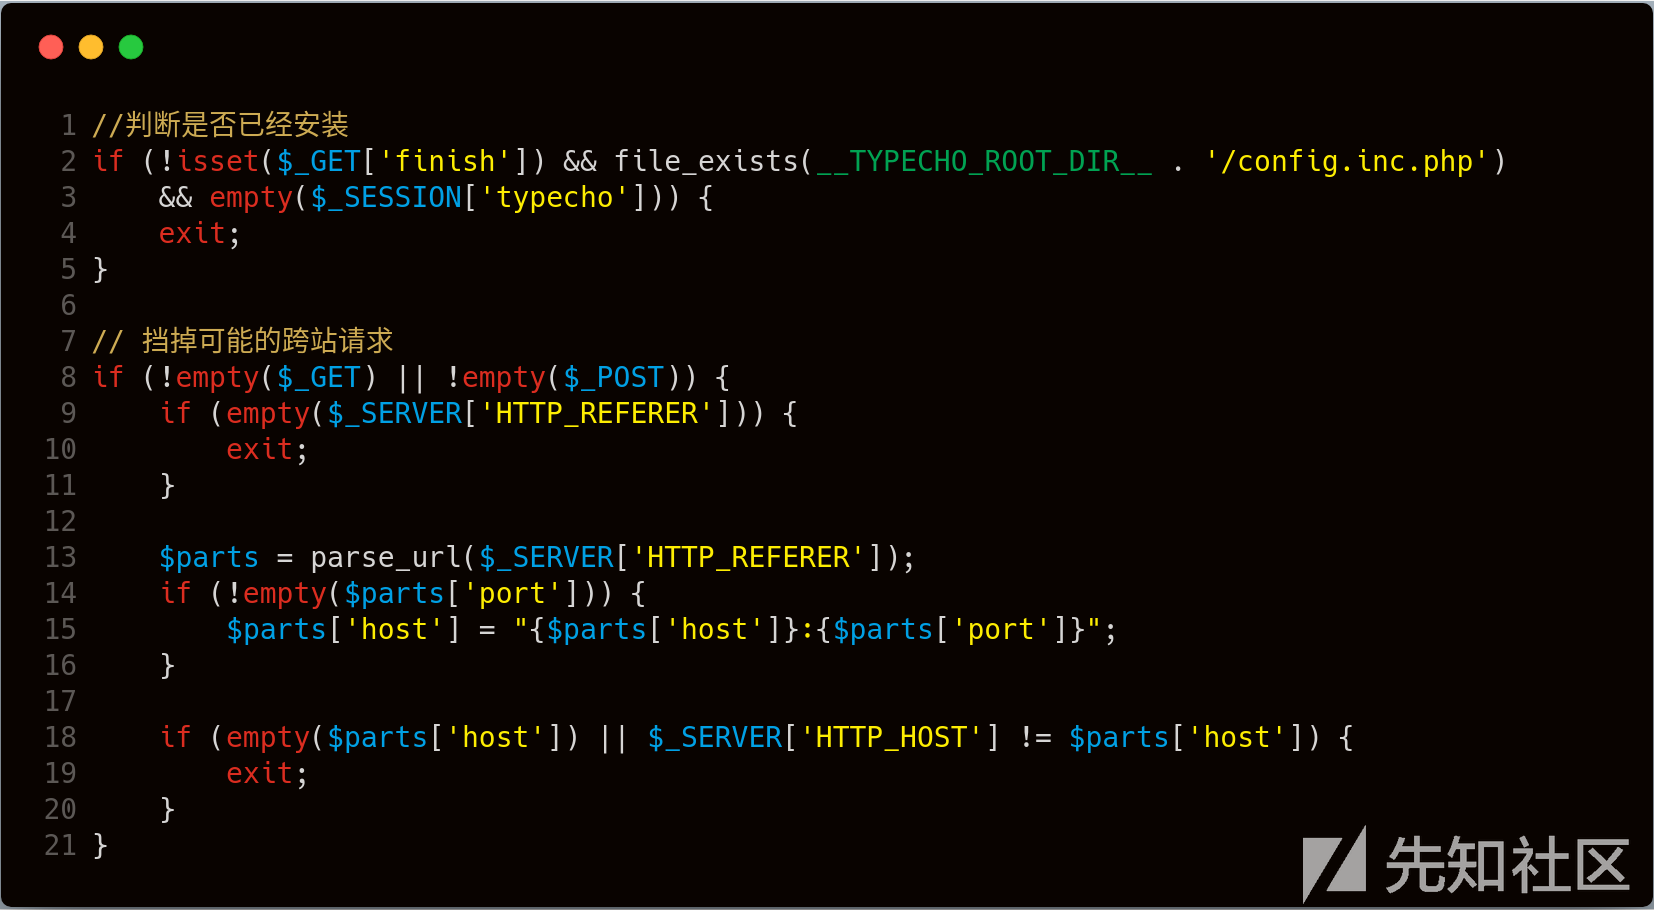 1 //判断是否已经安装
2 if (!isset($_GET['finish']) && file_exists(__TYPECHO_ROOT_DIR__ . '/config.inc.php')
3     && empty($_SESSION['typecho'])) {
4     exit;
5 }
6
7 // 挡掉可能的跨站请求
8 if (!empty($_GET) || !empty($_POST)) {
9     if (empty($_SERVER['HTTP_REFERER'])) {
10         exit;
11     }
12
13     $parts = parse_url($_SERVER['HTTP_REFERER']);
14     if (!empty($parts['port'])) {
15         $parts['host'] = "{$parts['host']}:{$parts['port']}";
16     }
17
18     if (empty($parts['host']) || $_SERVER['HTTP_HOST'] != $parts['host']) {
19         exit;
20     }
21 }
先知社区